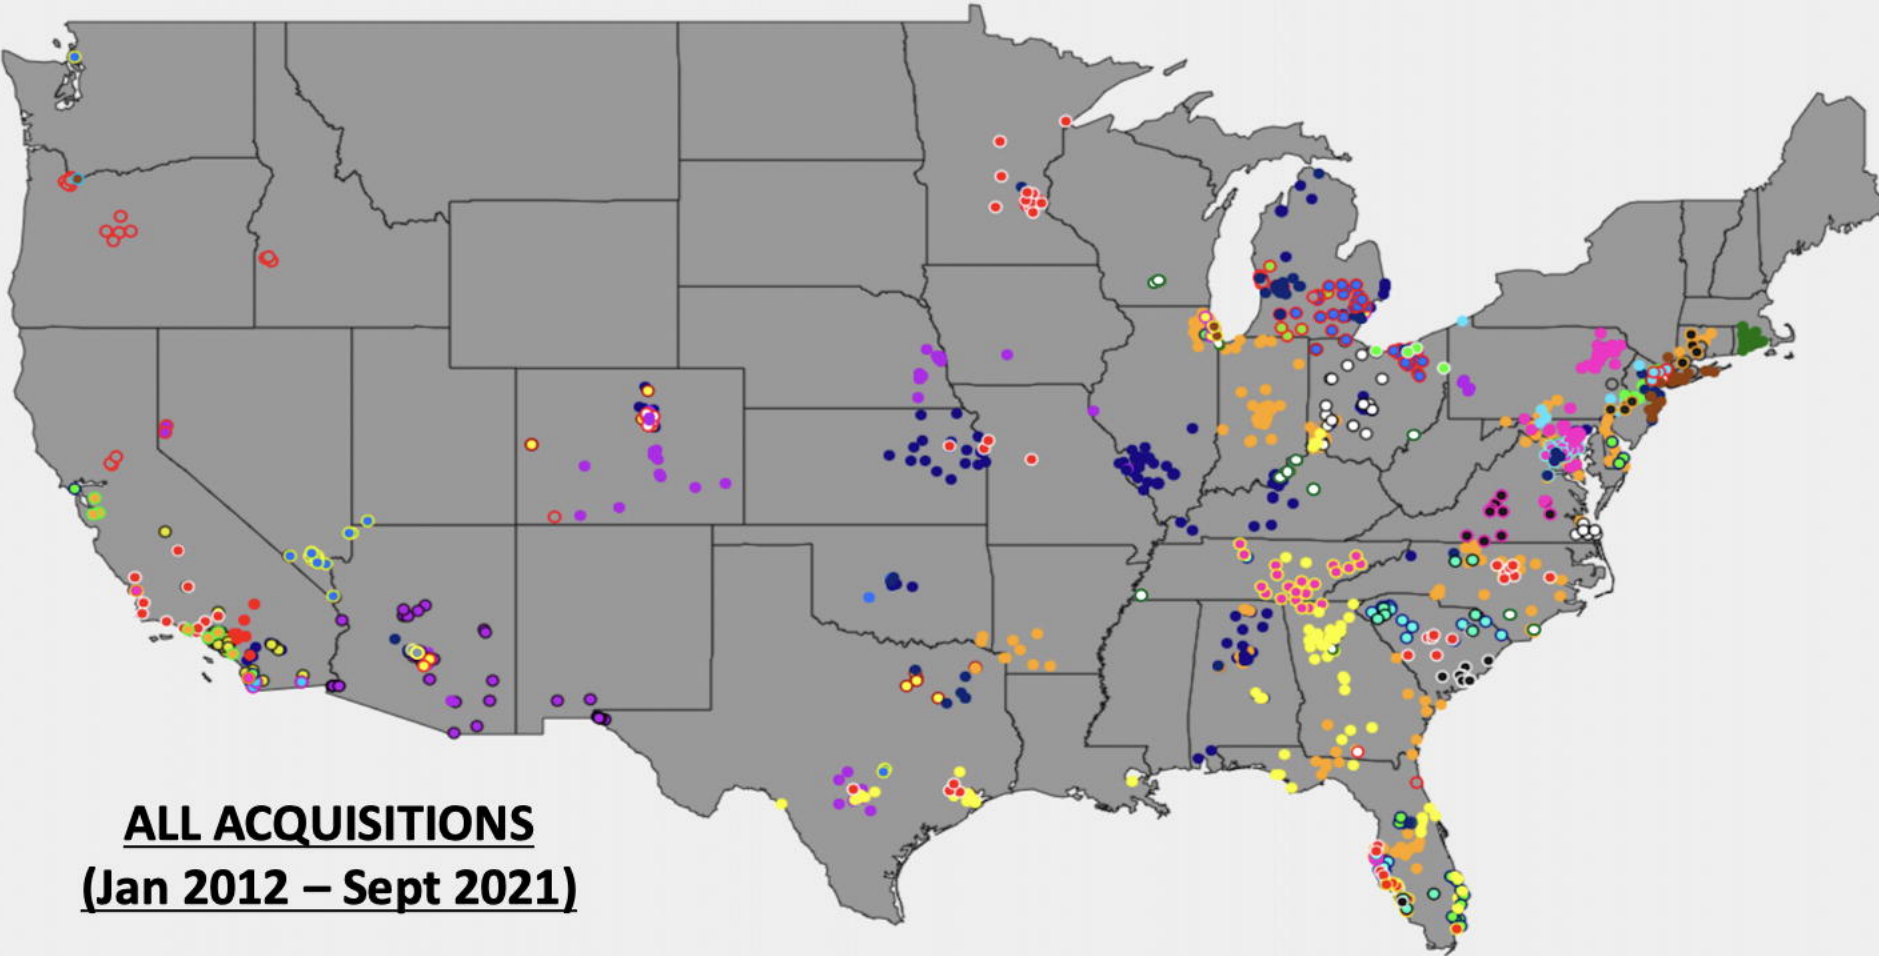 ALL ACQUISITIONS
(Jan 2012 – Sept 2021)